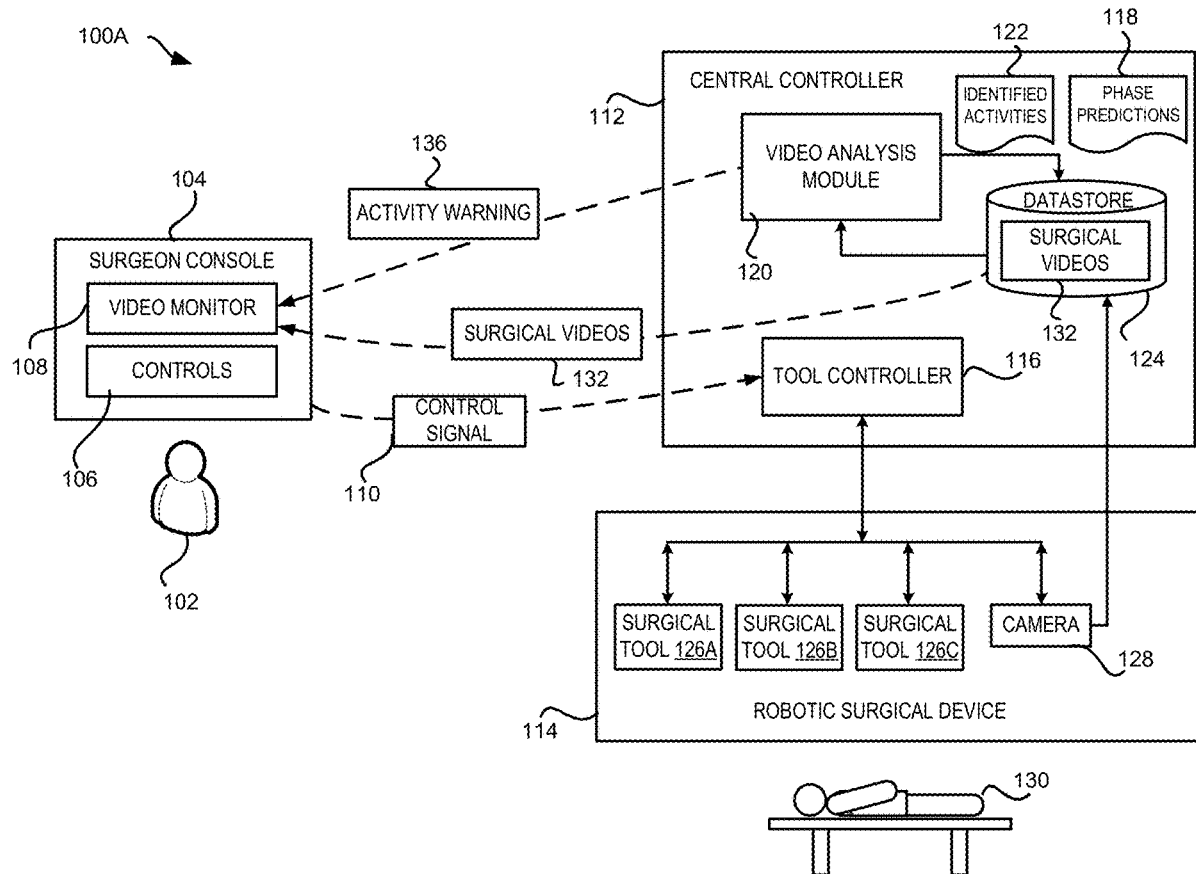 100A
122
118
CENTRAL CONTROLLER
IDENTIFIED
ACTIVITIES
PHASE
PREDICTIONS
112
136
VIDEO ANALYSIS
MODULE
104
ACTIVITY WARNING
DATASTORE
SURGEON CONSOLE
120
SURGICAL
VIDEOS
VIDEO MONITOR
108
SURGICAL VIDEOS
132
132
124
CONTROLS
TOOL CONTROLLER
116
CONTROL
SIGNAL
106
110
102
SURGICAL
TOOL 126A
SURGICAL
TOOL 126B
SURGICAL
TOOL 126C
CAMERA
128
114
ROBOTIC SURGICAL DEVICE
130